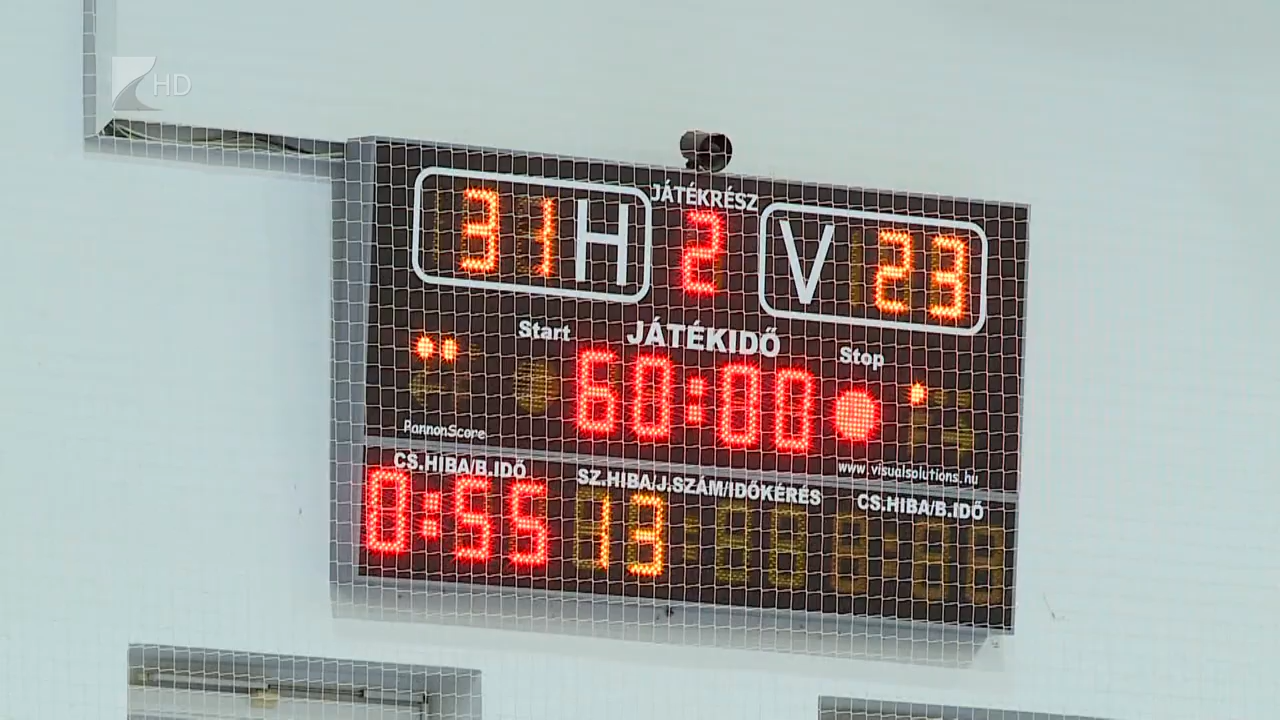 HD
JÁTÉKRÉSZ
31 H 2 V 23
Start JÁTÉKIDŐ Stop
60:00
PannonScore
www.visualsolutions.hu
CS.HIBA/B.IDŐ SZ.HIBA/J.SZÁM/IDŐKÉRÉS CS.HIBA/B.IDŐ
0:55 13